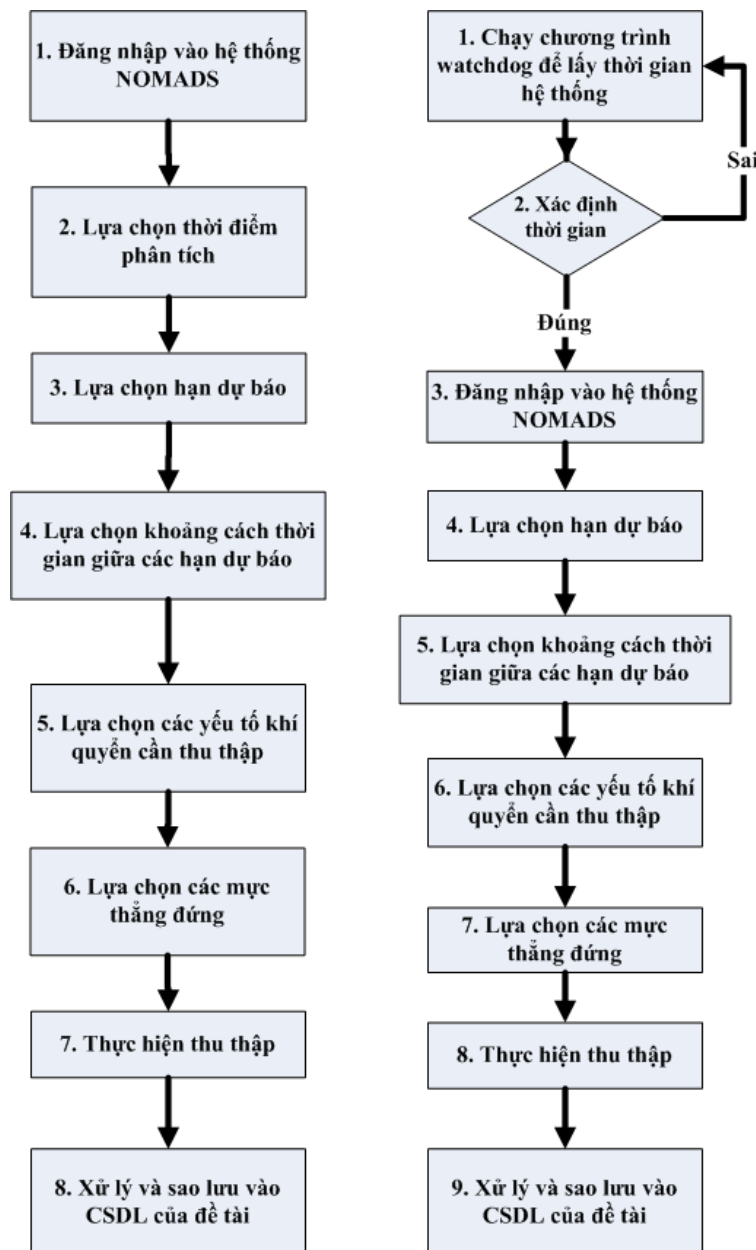 1. Đăng nhập vào hệ thống
NOMADS
2. Lựa chọn thời điểm
phân tích
3. Lựa chọn hạn dự báo
4. Lựa chọn khoảng cách thời
gian giữa các hạn dự báo
5. Lựa chọn các yếu tố khí
quyển cần thu thập
6. Lựa chọn các mực
thẳng đứng
7. Thực hiện thu thập
8. Xử lý và sao lưu vào
CSDL của đề tài
1. Chạy chương trình
watchdog để lấy thời gian
hệ thống
Sai
2. Xác định
thời gian
Đúng
3. Đăng nhập vào hệ thống
NOMADS
4. Lựa chọn hạn dự báo
5. Lựa chọn khoảng cách thời
gian giữa các hạn dự báo
6. Lựa chọn các yếu tố khí
quyển cần thu thập
7. Lựa chọn các mực
thẳng đứng
8. Thực hiện thu thập
9. Xử lý và sao lưu vào
CSDL của đề tài